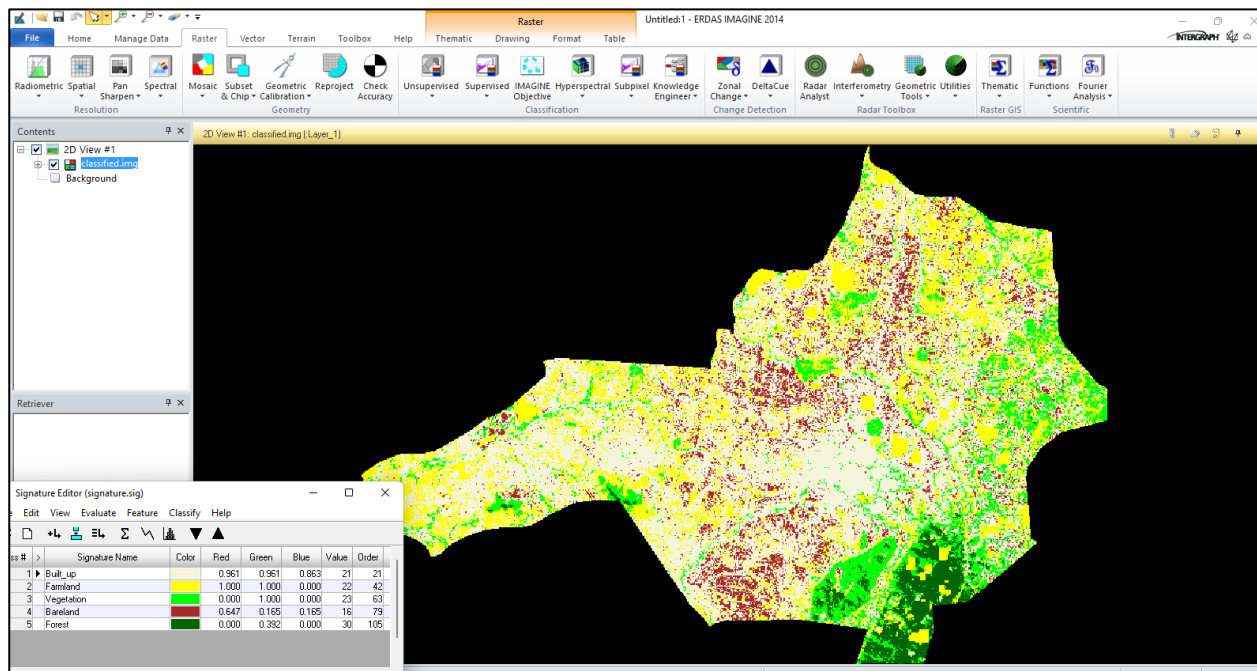 Raster
Untitled:1 - ERDAS IMAGINE 2014
File Home Manage Data Raster Vector Terrain Toolbox Help Thematic Drawing Format Table
INTERGRAPH
Radiometric Spatial Pan Spectral Mosaic Subset Geometric Reproject Check Unsupervised Supervised IMAGINE Hyperspectral Subpixel Knowledge Zonal DeltaCue Radar Interferometry Geometric Utilities Thematic Functions Fourier
Sharpen & Chip Calibration Accuracy Objective Engineer Change Analyst Tools Analysis
Resolution Geometry Classification Change Detection Radar Toolbox Raster GIS Scientific
Contents
2D View #1: classified.img (:Layer_1)
2D View #1
classified.img
Background
Retriever
Signature Editor (signature.sig)
e Edit View Evaluate Feature Classify Help
ss # > Signature Name Color Red Green Blue Value Order
1 Built_up 0.961 0.961 0.863 21 21
2 Farmland 1.000 1.000 0.000 22 42
3 Vegetation 0.000 1.000 0.000 23 63
4 Bareland 0.647 0.165 0.165 16 79
5 Forest 0.000 0.392 0.000 30 105